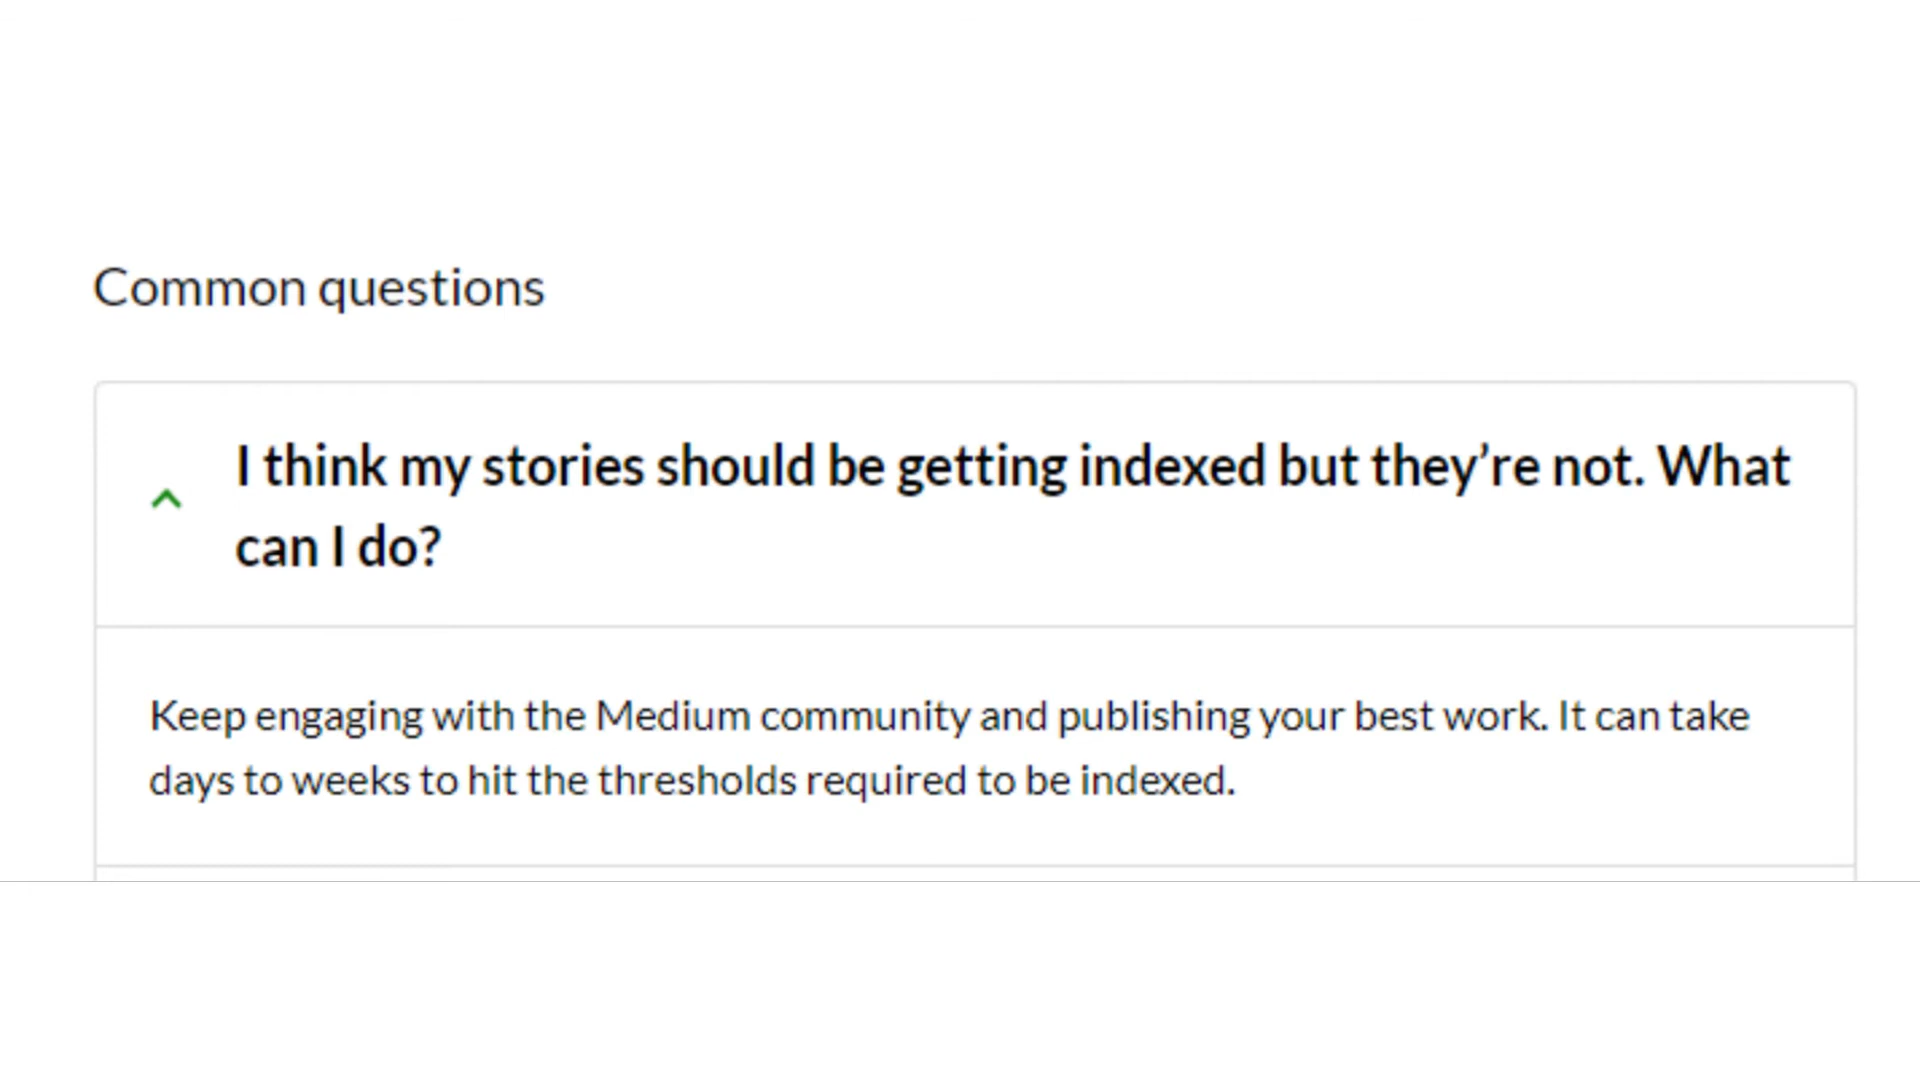 Common questions
I think my stories should be getting indexed but they’re not. What
can I do?
Keep engaging with the Medium community and publishing your best work. It can take
days to weeks to hit the thresholds required to be indexed.